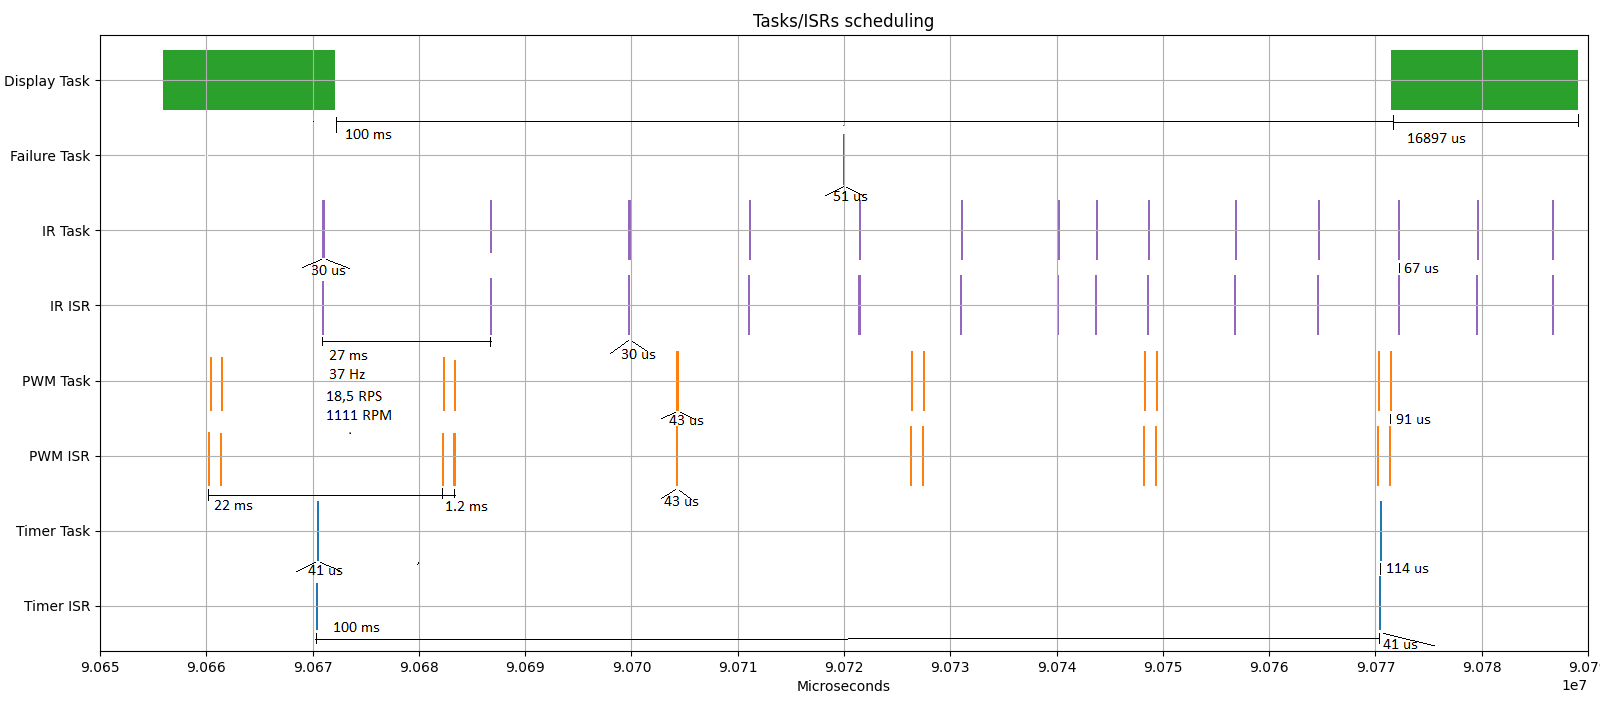 Tasks/ISRs scheduling
Display Task
100 ms
16897 us
Failure Task
51 us
IR Task
30 us
67 us
IR ISR
27 ms
30 us
37 Hz
PWM Task
18,5 RPS
1111 RPM
43 us
91 us
PWM ISR
22 ms
1.2 ms
43 us
Timer Task
41 us
114 us
Timer ISR
100 ms
41 us
9.065 9.066 9.067 9.068 9.069 9.070 9.071 9.072 9.073 9.074 9.075 9.076 9.077 9.078 9.079
Microseconds
1e7